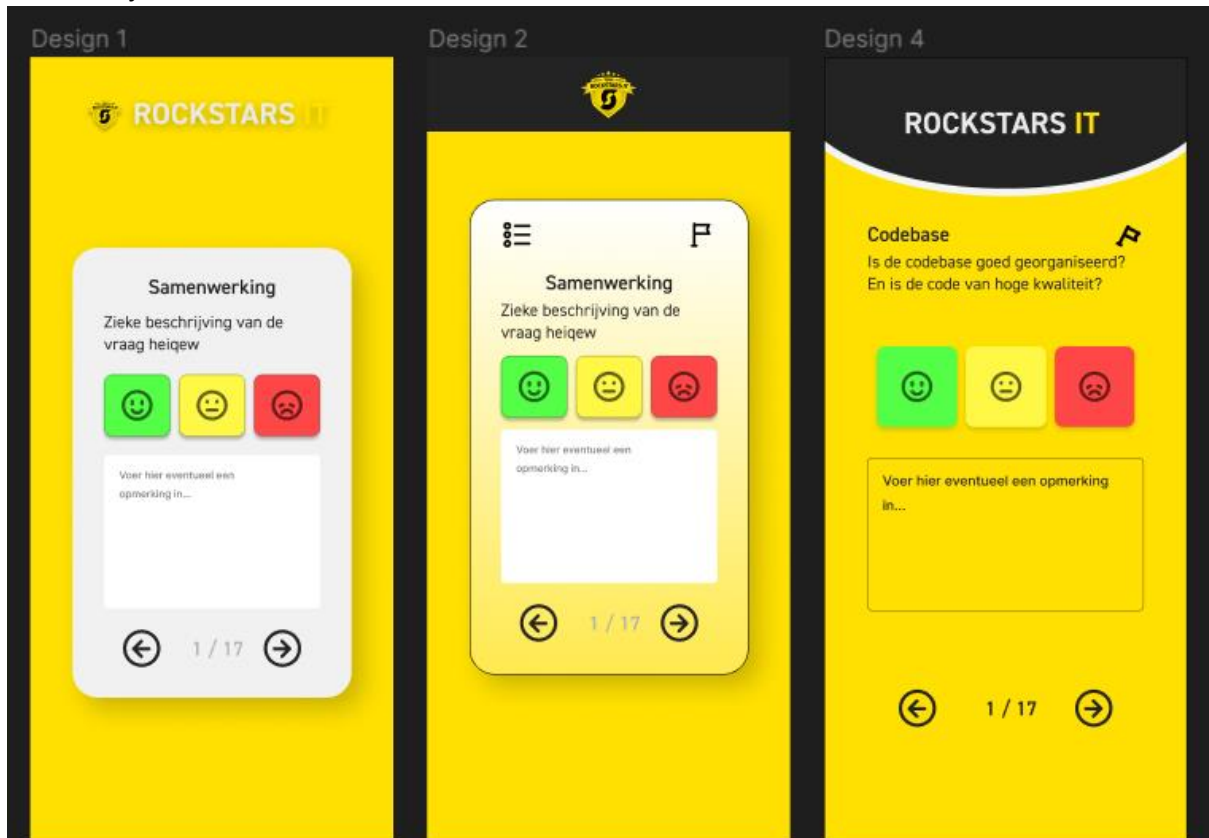 Design 1
ROCKSTARS IT
Samenwerking
Zieke beschrijving van de
vraag heiqew
Voer hier eventueel een
opmerking in...
1 / 17
Design 2
Samenwerking
Zieke beschrijving van de
vraag heiqew
Voer hier eventueel een
opmerking in...
1 / 17
Design 4
ROCKSTARS IT
Codebase
Is de codebase goed georganiseerd?
En is de code van hoge kwaliteit?
Voer hier eventueel een opmerking
in...
1 / 17